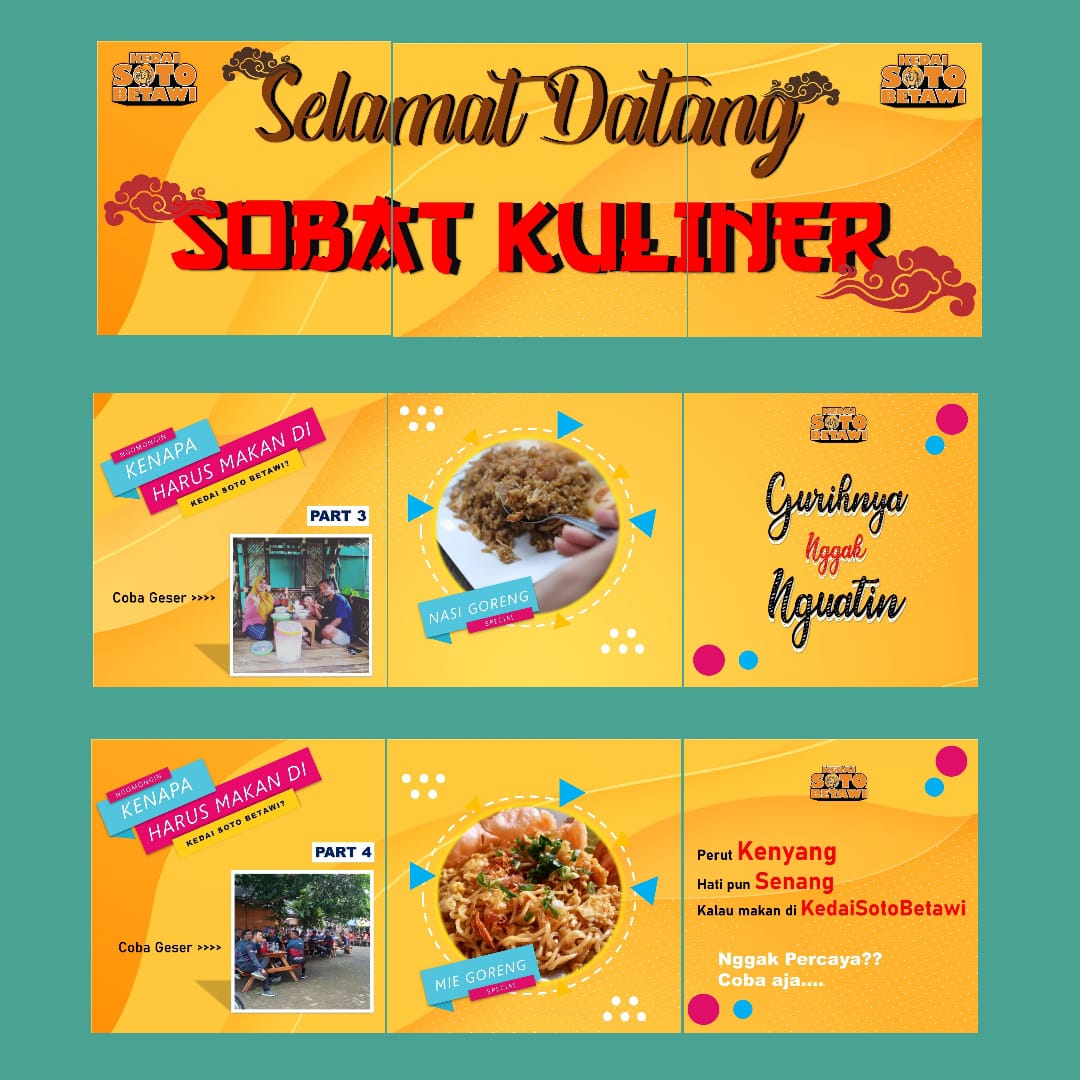 KEDAI
SOTO
BETAWI
Selamat Datang
KEDAI
SOTO
BETAWI
SOBAT KULINER
NGOMONGIN
KENAPA
HARUS MAKAN DI
KEDAI SOTO BETAWI?
PART 3
Coba Geser >>>>
NASI GORENG
SPECIAL
KEDAI
SOTO
BETAWI
Gurihnya
Nggak
Nguatin
NGOMONGIN
KENAPA
HARUS MAKAN DI
KEDAI SOTO BETAWI?
PART 4
Coba Geser >>>>
MIE GORENG
SPECIAL
KEDAI
SOTO
BETAWI
Perut Kenyang
Hati pun Senang
Kalau makan di KedaiSotoBetawi
Nggak Percaya??
Coba aja....